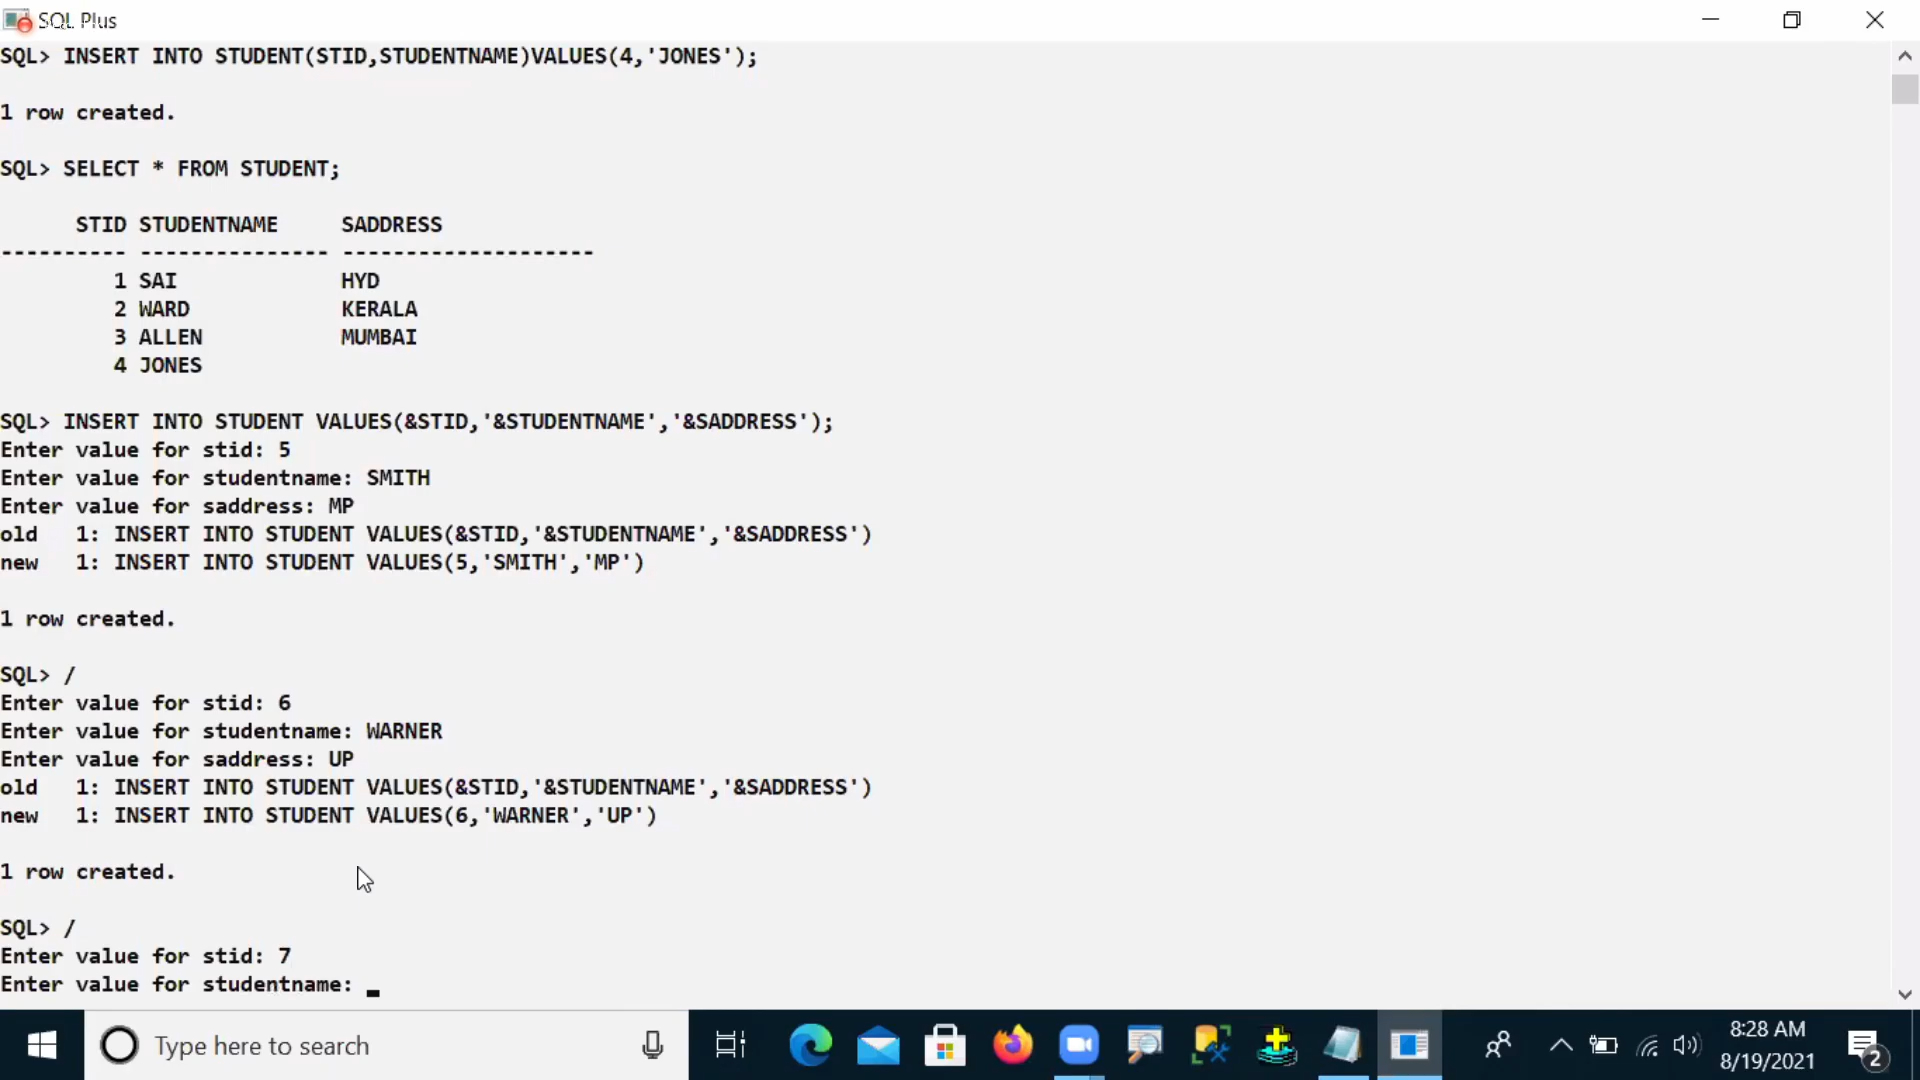 SQL Plus
SQL> INSERT INTO STUDENT(STID,STUDENTNAME)VALUES(4,'JONES');
1 row created.
SQL> SELECT * FROM STUDENT;
STID STUDENTNAME     SADDRESS
---------- --------------- --------------------
1 SAI             HYD
2 WARD            KERALA
3 ALLEN           MUMBAI
4 JONES
SQL> INSERT INTO STUDENT VALUES(&STID,'&STUDENTNAME','&SADDRESS');
Enter value for stid: 5
Enter value for studentname: SMITH
Enter value for saddress: MP
old   1: INSERT INTO STUDENT VALUES(&STID,'&STUDENTNAME','&SADDRESS')
new   1: INSERT INTO STUDENT VALUES(5,'SMITH','MP')
1 row created.
SQL> /
Enter value for stid: 6
Enter value for studentname: WARNER
Enter value for saddress: UP
old   1: INSERT INTO STUDENT VALUES(&STID,'&STUDENTNAME','&SADDRESS')
new   1: INSERT INTO STUDENT VALUES(6,'WARNER','UP')
1 row created.
SQL> /
Enter value for stid: 7
Enter value for studentname:
Type here to search
8:28 AM
8/19/2021
2